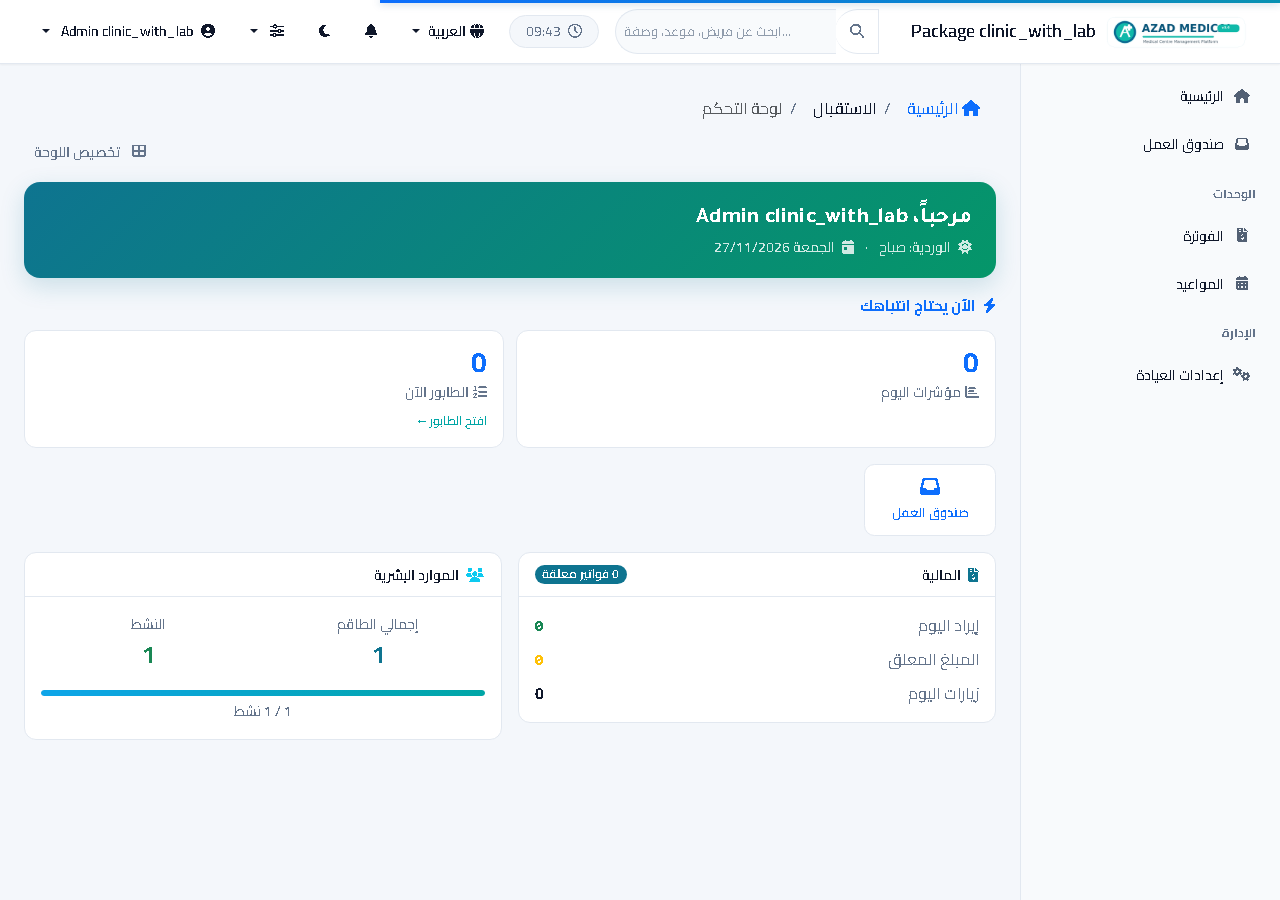 AZAD MEDIC
Medical Centre Management Platform
Package clinic_with_lab
ابحث عن مريض، موعد، وصفة...
09:43
العربية
Admin clinic_with_lab
الرئيسية
صندوق العمل
الوحدات
الفوترة
المواعيد
الإدارة
إعدادات العيادة
الرئيسية / الاستقبال / لوحة التحكم
تخصيص اللوحة
مرحباً، Admin clinic_with_lab
الوردية: صباح · الجمعة 27/11/2026
الآن يحتاج انتباهك
0
مؤشرات اليوم
0
الطابور الآن
افتح الطابور ←
صندوق العمل
المالية
0 فواتير معلقة
إيراد اليوم 0
المبلغ المعلق 0
زيارات اليوم 0
الموارد البشرية
إجمالي الطاقم
1
النشط
1
1 / 1 نشط